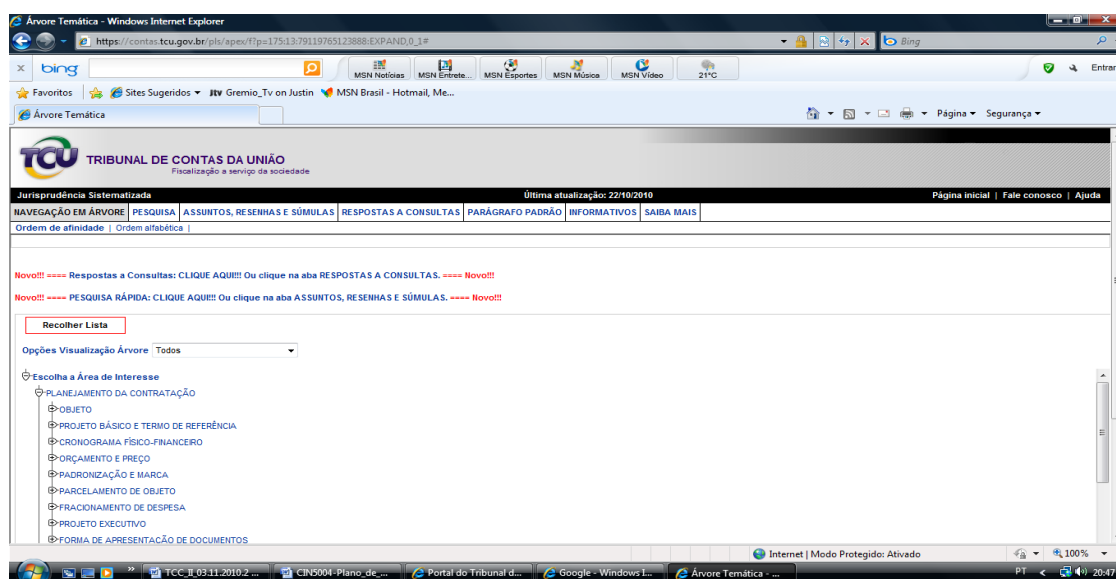 Árvore Temática - Windows Internet Explorer
https://contas.tcu.gov.br/pls/apex/f?p=175:13:79119765123888:EXPAND,0_1# Bing
bing MSN Notícias MSN Entrete... MSN Esportes MSN Música MSN Vídeo 21°C Entrar
Favoritos Sites Sugeridos Jtv Gremio_Tv on Justin MSN Brasil - Hotmail, Me...
Árvore Temática Página Segurança
TCU TRIBUNAL DE CONTAS DA UNIÃO
Fiscalização a serviço da sociedade
Jurisprudência Sistematizada Última atualização: 22/10/2010 Página inicial | Fale conosco | Ajuda
NAVEGAÇÃO EM ÁRVORE PESQUISA ASSUNTOS, RESENHAS E SÚMULAS RESPOSTAS A CONSULTAS PARÁGRAFO PADRÃO INFORMATIVOS SAIBA MAIS
Ordem de afinidade | Ordem alfabética |
Novo!!! ==== Respostas a Consultas: CLIQUE AQUI!!! Ou clique na aba RESPOSTAS A CONSULTAS. ==== Novo!!!
Novo!!! ==== PESQUISA RÁPIDA: CLIQUE AQUI!!! Ou clique na aba ASSUNTOS, RESENHAS E SÚMULAS. ==== Novo!!!
Recolher Lista
Opções Visualização Árvore Todos
Escolha a Área de Interesse
PLANEJAMENTO DA CONTRATAÇÃO
OBJETO
PROJETO BÁSICO E TERMO DE REFERÊNCIA
CRONOGRAMA FÍSICO-FINANCEIRO
ORÇAMENTO E PREÇO
PADRONIZAÇÃO E MARCA
PARCELAMENTO DE OBJETO
FRACIONAMENTO DE DESPESA
PROJETO EXECUTIVO
FORMA DE APRESENTAÇÃO DE DOCUMENTOS
Internet | Modo Protegido: Ativado 100%
TCC_II_03.11.2010.2 ... CIN5004-Plano_de_... Portal do Tribunal d... Google - Windows I... Árvore Temática - ... PT 20:47